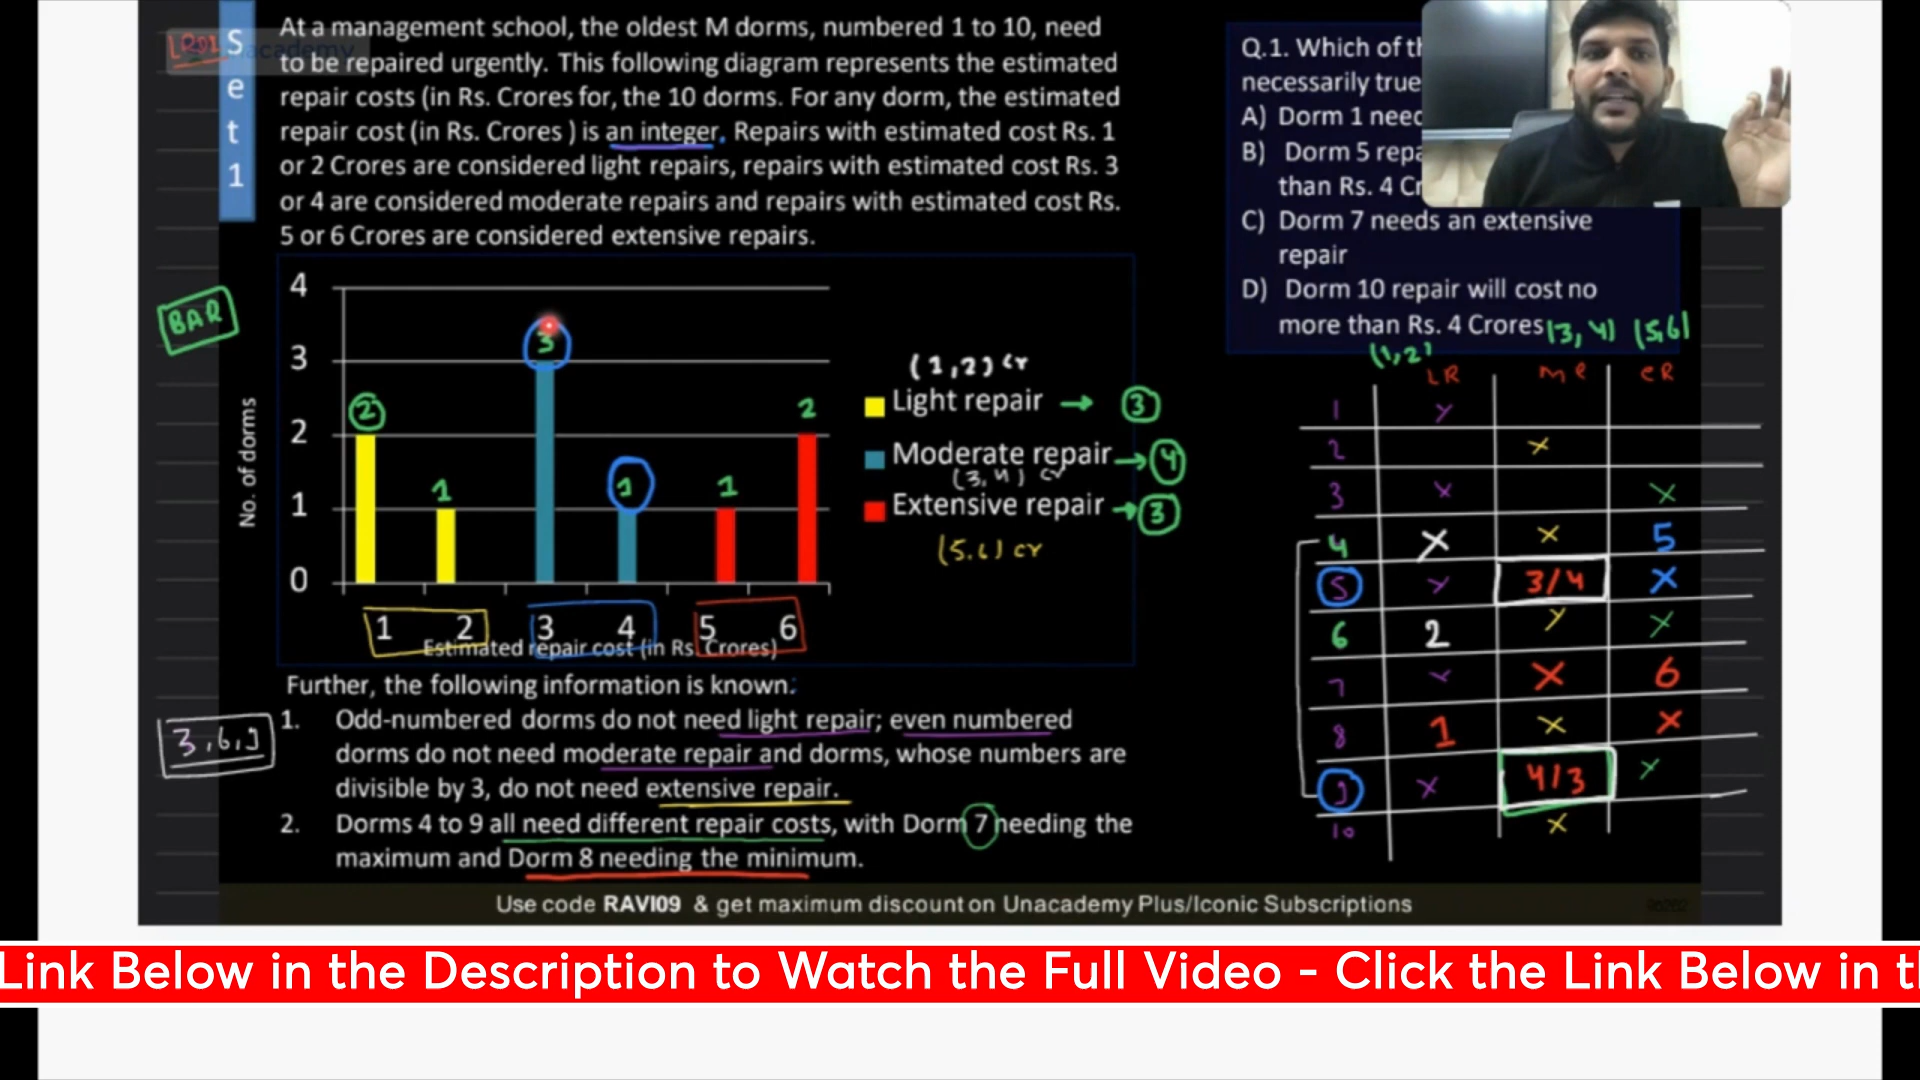 At a management school, the oldest M dorms, numbered 1 to 10, need
to be repaired urgently. This following diagram represents the estimated
repair costs (in Rs. Crores for, the 10 dorms. For any dorm, the estimated
repair cost (in Rs. Crores ) is an integer. Repairs with estimated cost Rs. 1
or 2 Crores are considered light repairs, repairs with estimated cost Rs. 3
or 4 are considered moderate repairs and repairs with estimated cost Rs.
5 or 6 Crores are considered extensive repairs.
S
e
t
1
BAR
4
3
2
1
0
No. of dorms
2
1
3
1
1
2
1 2 3 4 5 6
Estimated repair cost (in Rs. Crores)
(1,2) cr
Light repair → 3
Moderate repair → 4
(3,4) cr
Extensive repair → 3
(5,6) cr
Further, the following information is known:
3,6,9
1. Odd-numbered dorms do not need light repair; even numbered
dorms do not need moderate repair and dorms, whose numbers are
divisible by 3, do not need extensive repair.
2. Dorms 4 to 9 all need different repair costs, with Dorm 7 needing the
maximum and Dorm 8 needing the minimum.
Q.1. Which of
necessarily true
A) Dorm 1
B) Dorm 5
than Rs. 4
C) Dorm 7 needs an extensive
repair
D) Dorm 10 repair will cost no
more than Rs. 4 Crores
(1,2) (3,4) (5,6)
LR MR ER
1 x
2 x
3 x x
4 x x 5
5 x 3/4 x
6 2 x x
7 x x 6
8 1 x x
9 x 4/3 x
10 x
Use code RAVI09 & get maximum discount on Unacademy Plus/Iconic Subscriptions
Link Below in the Description to Watch the Full Video - Click the Link Below in